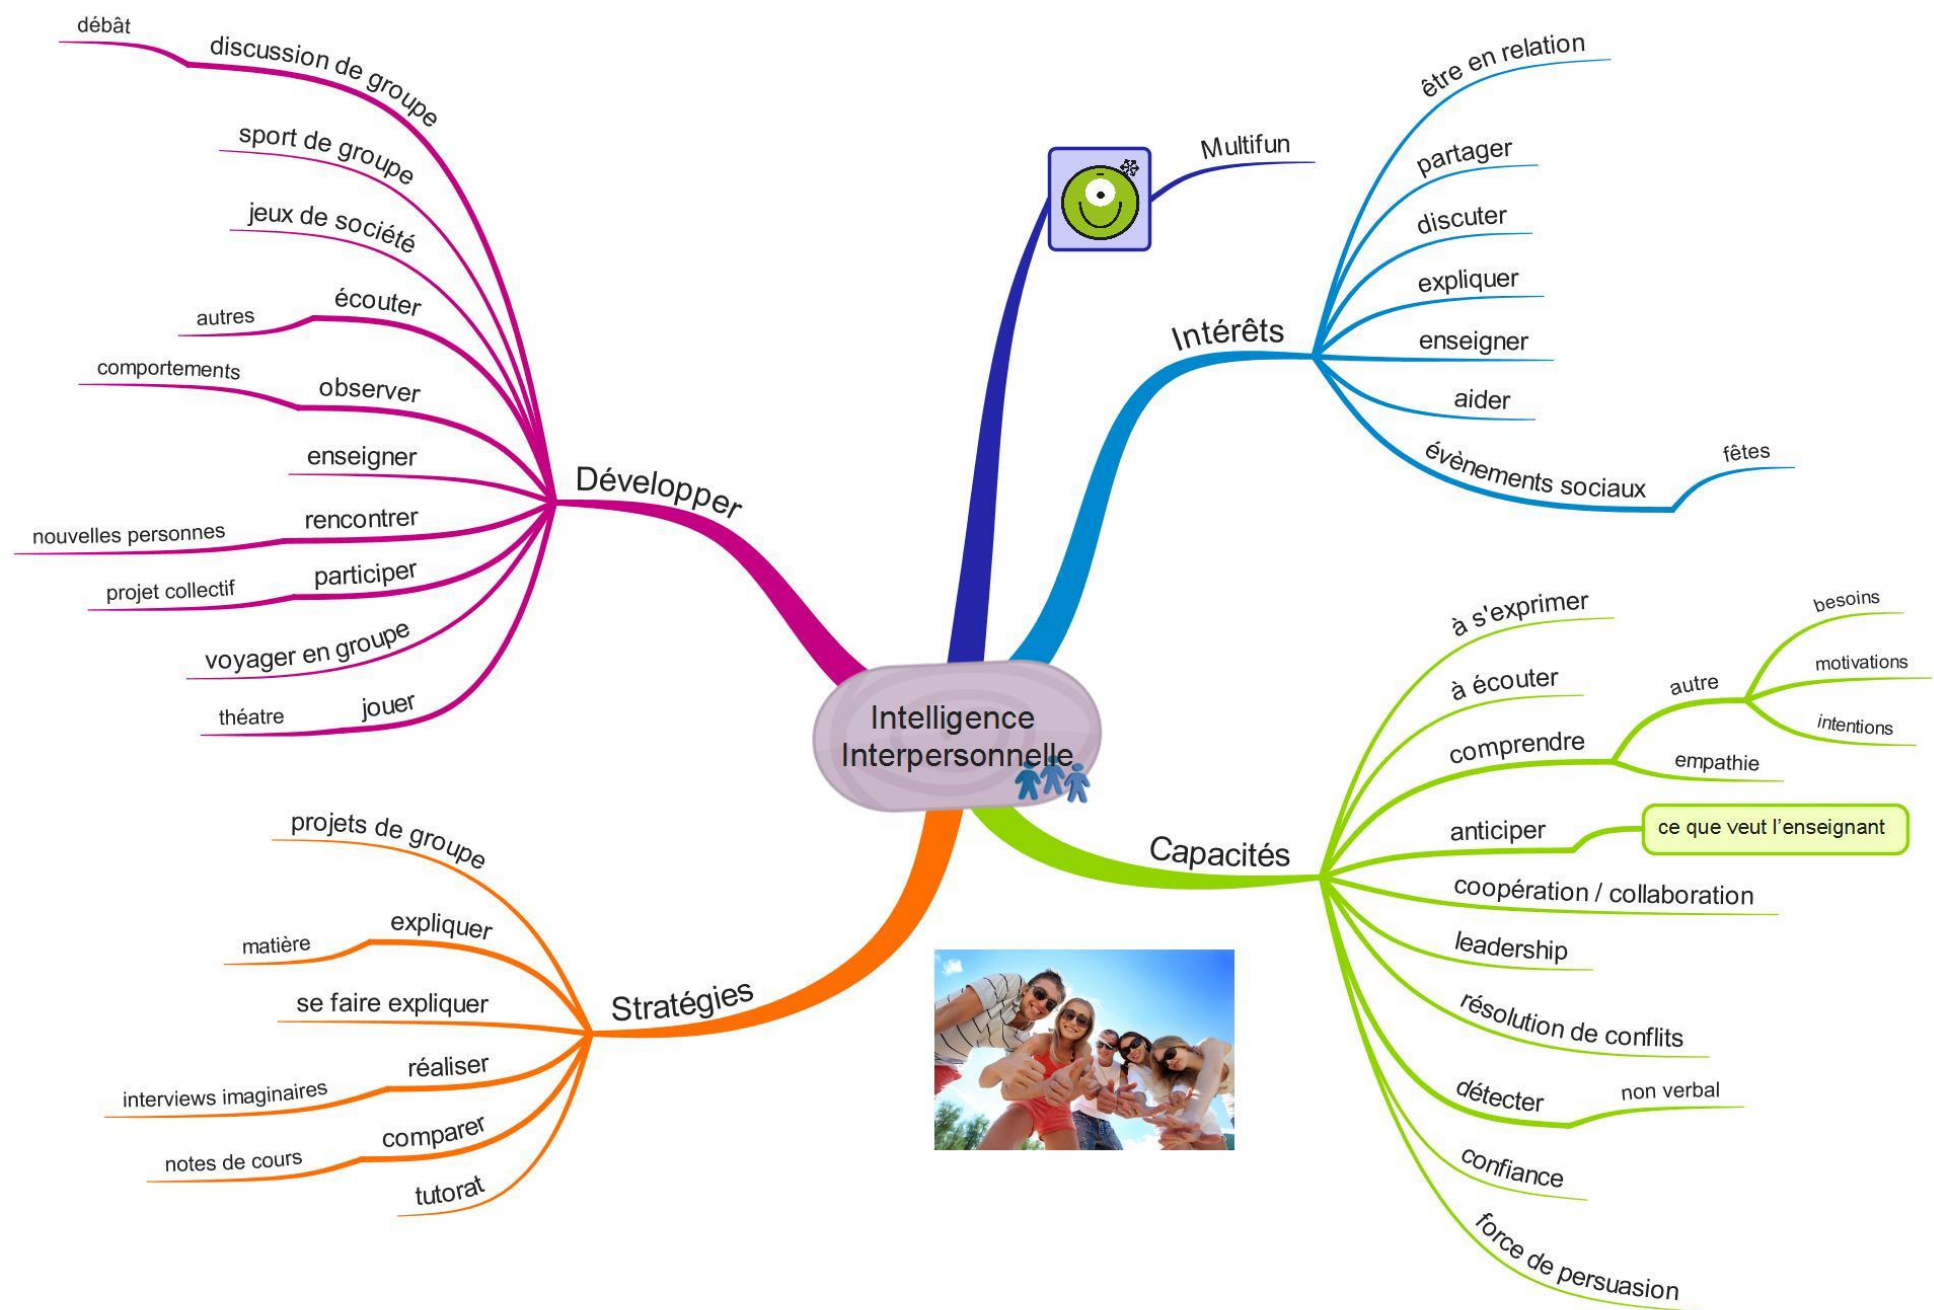 Intelligence
Interpersonnelle
Multifun
Intérêts
être en relation
partager
discuter
expliquer
enseigner
aider
évènements sociaux
fêtes
Capacités
à s'exprimer
à écouter
comprendre
autre
besoins
motivations
intentions
empathie
anticiper
ce que veut l’enseignant
coopération / collaboration
leadership
résolution de conflits
détecter
non verbal
confiance
force de persuasion
Stratégies
projets de groupe
expliquer
matière
se faire expliquer
réaliser
interviews imaginaires
comparer
notes de cours
tutorat
Développer
discussion de groupe
débât
sport de groupe
jeux de société
écouter
autres
observer
comportements
enseigner
rencontrer
nouvelles personnes
participer
projet collectif
voyager en groupe
jouer
théatre